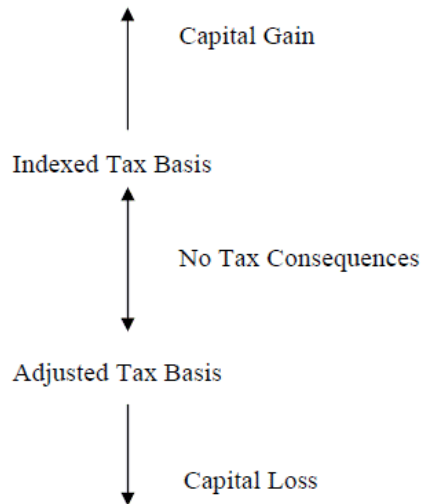 Capital Gain
Indexed Tax Basis
No Tax Consequences
Adjusted Tax Basis
Capital Loss